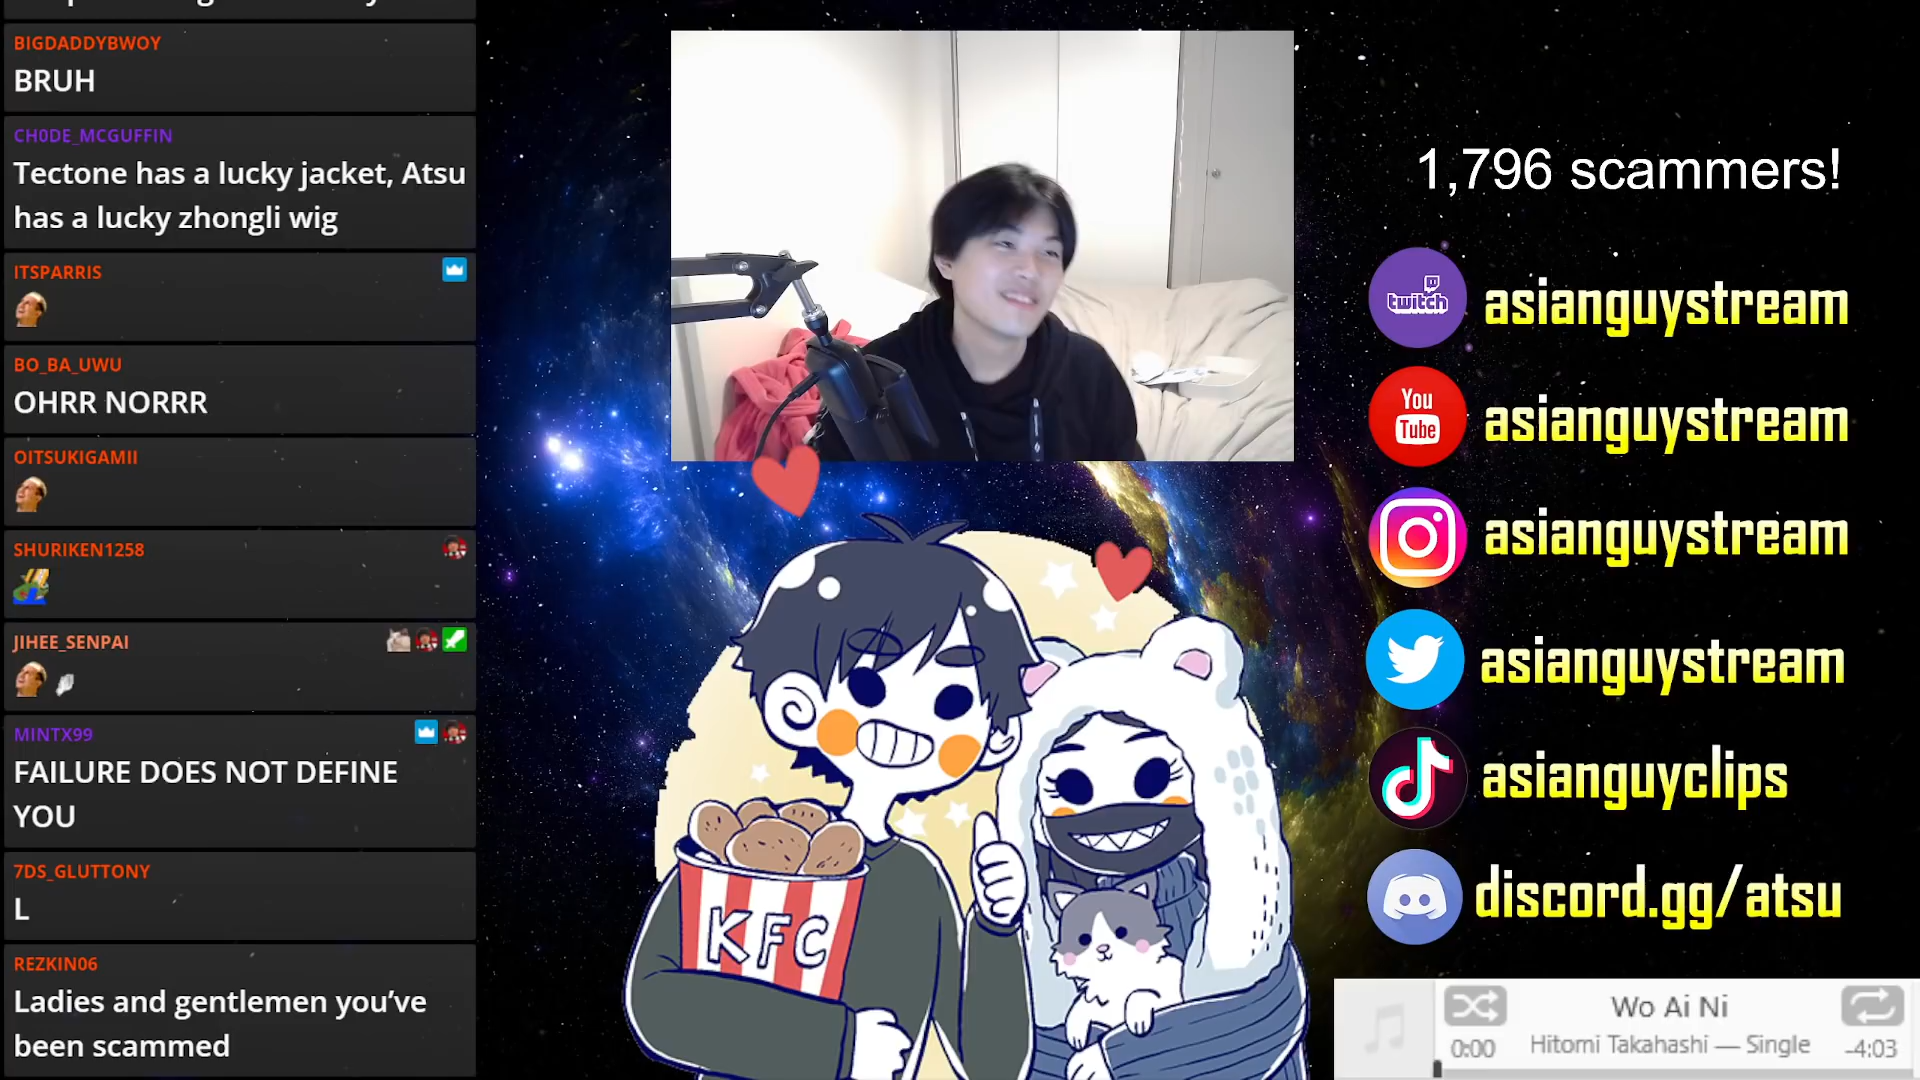 BIGDADDYBWOY
BRUH
CH0DE_MCGUFFIN
Tectone has a lucky jacket, Atsu
has a lucky zhongli wig
ITSPARRIS
BO_BA_UWU
OHRR NORRR
OITSUKIGAMII
SHURIKEN1258
JIHEE_SENPAI
MINTX99
FAILURE DOES NOT DEFINE
YOU
7DS_GLUTTONY
L
REZKIN06
Ladies and gentlemen you’ve
been scammed
KFC
1,796 scammers!
twitch
asianguystream
You
Tube
asianguystream
asianguystream
asianguystream
asianguyclips
discord.gg/atsu
Wo Ai Ni
0:00
Hitomi Takahashi — Single
-4:03